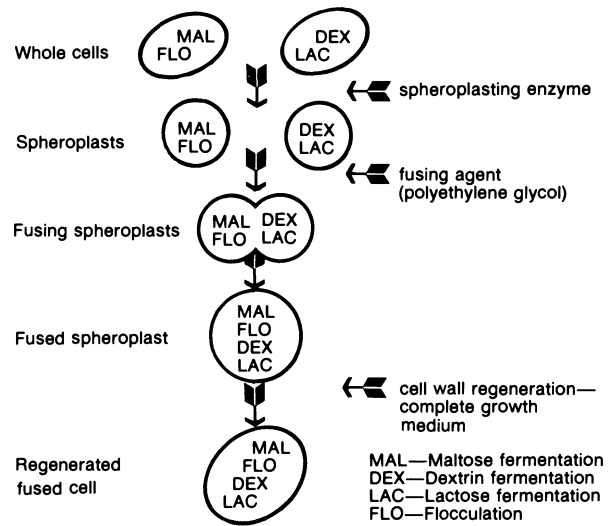 MAL
FLO
DEX
LAC
Whole cells
spheroplasting enzyme
MAL
FLO
DEX
LAC
Spheroplasts
fusing agent
(polyethylene glycol)
Fusing spheroplasts
MAL
FLO
DEX
LAC
Fused spheroplast
MAL
FLO
DEX
LAC
cell wall regeneration—
complete growth
medium
Regenerated
fused cell
MAL
FLO
DEX
LAC
MAL—Maltose fermentation
DEX—Dextrin fermentation
LAC—Lactose fermentation
FLO—Flocculation